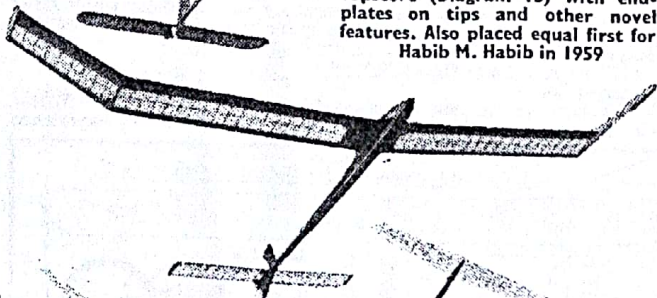 plates on tips and other novel
features. Also placed equal first for
Habib M. Habib in 1959